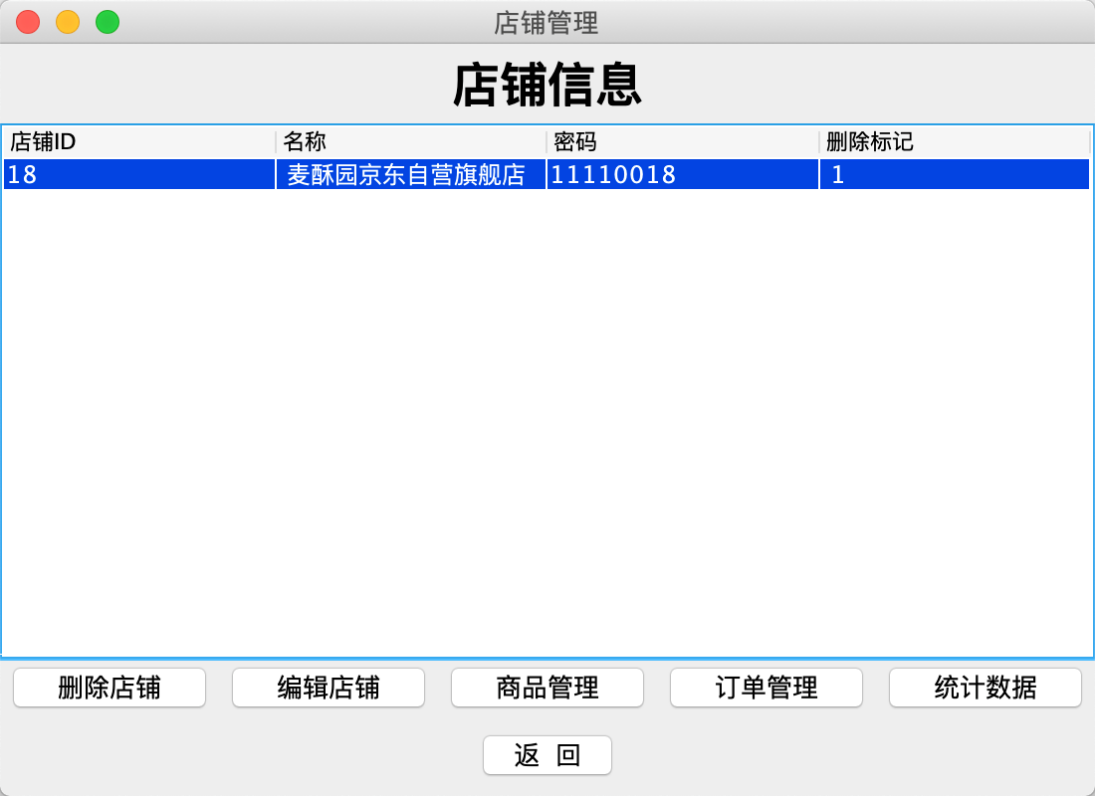 店铺管理
店铺信息
店铺ID 名称 密码 删除标记
18 麦酥园京东自营旗舰店 11110018 1
删除店铺 编辑店铺 商品管理 订单管理 统计数据
返 回